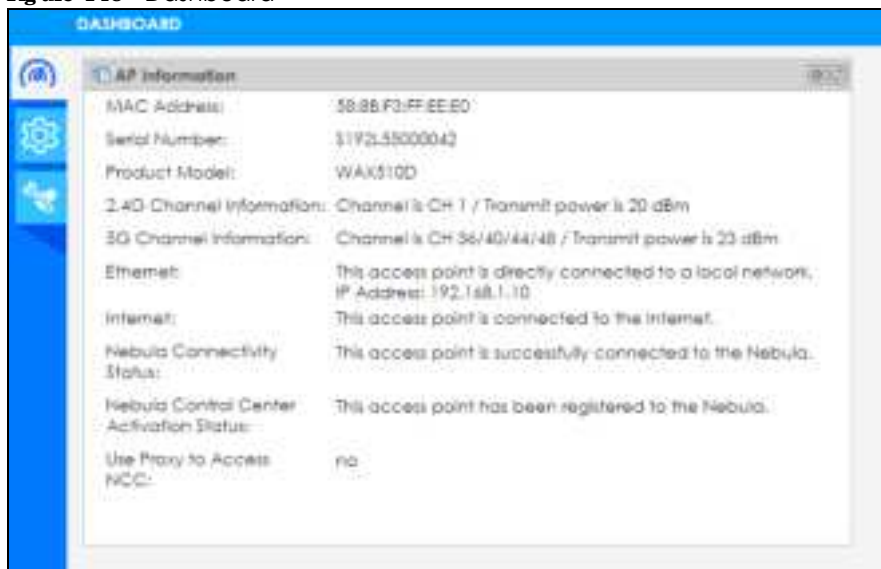 Dashboard
DASHBOARD
AP Information
MAC Address: 58:8B:F3:FF:EE:E0
Serial Number: S192L55000042
Product Model: WAX510D
2.4G Channel Information: Channel is CH 1 / Transmit power is 20 dBm
5G Channel Information: Channel is CH 36/40/44/48 / Transmit power is 23 dBm
Ethernet: This access point is directly connected to a local network.
IP Address: 192.168.1.10
Internet: This access point is connected to the Internet.
Nebula Connectivity This access point is successfully connected to the Nebula.
Status:
Nebula Control Center This access point has been registered to the Nebula.
Activation Status:
Use Proxy to Access no
NCC: